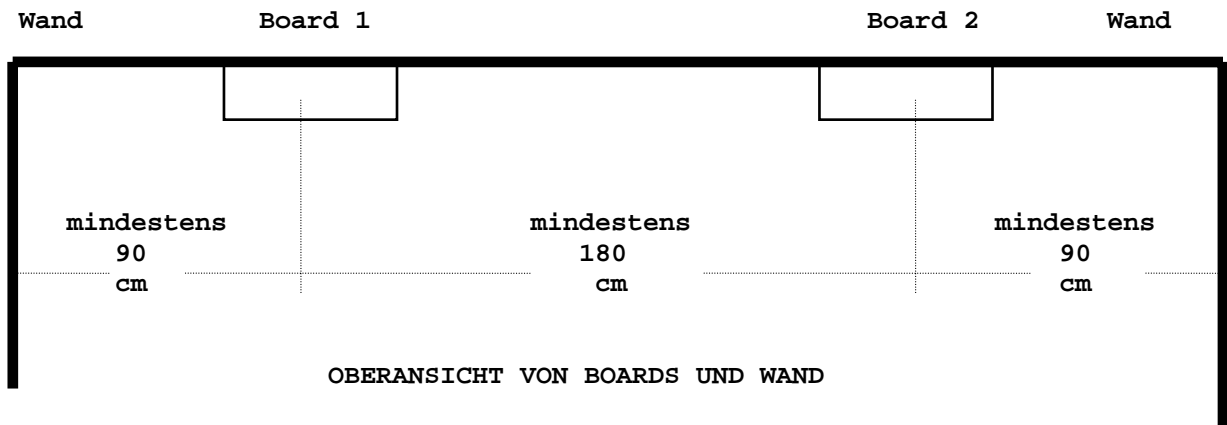 Wand Board 1 Board 2 Wand
mindestens mindestens mindestens
90 180 90
cm cm cm
OBERANSICHT VON BOARDS UND WAND